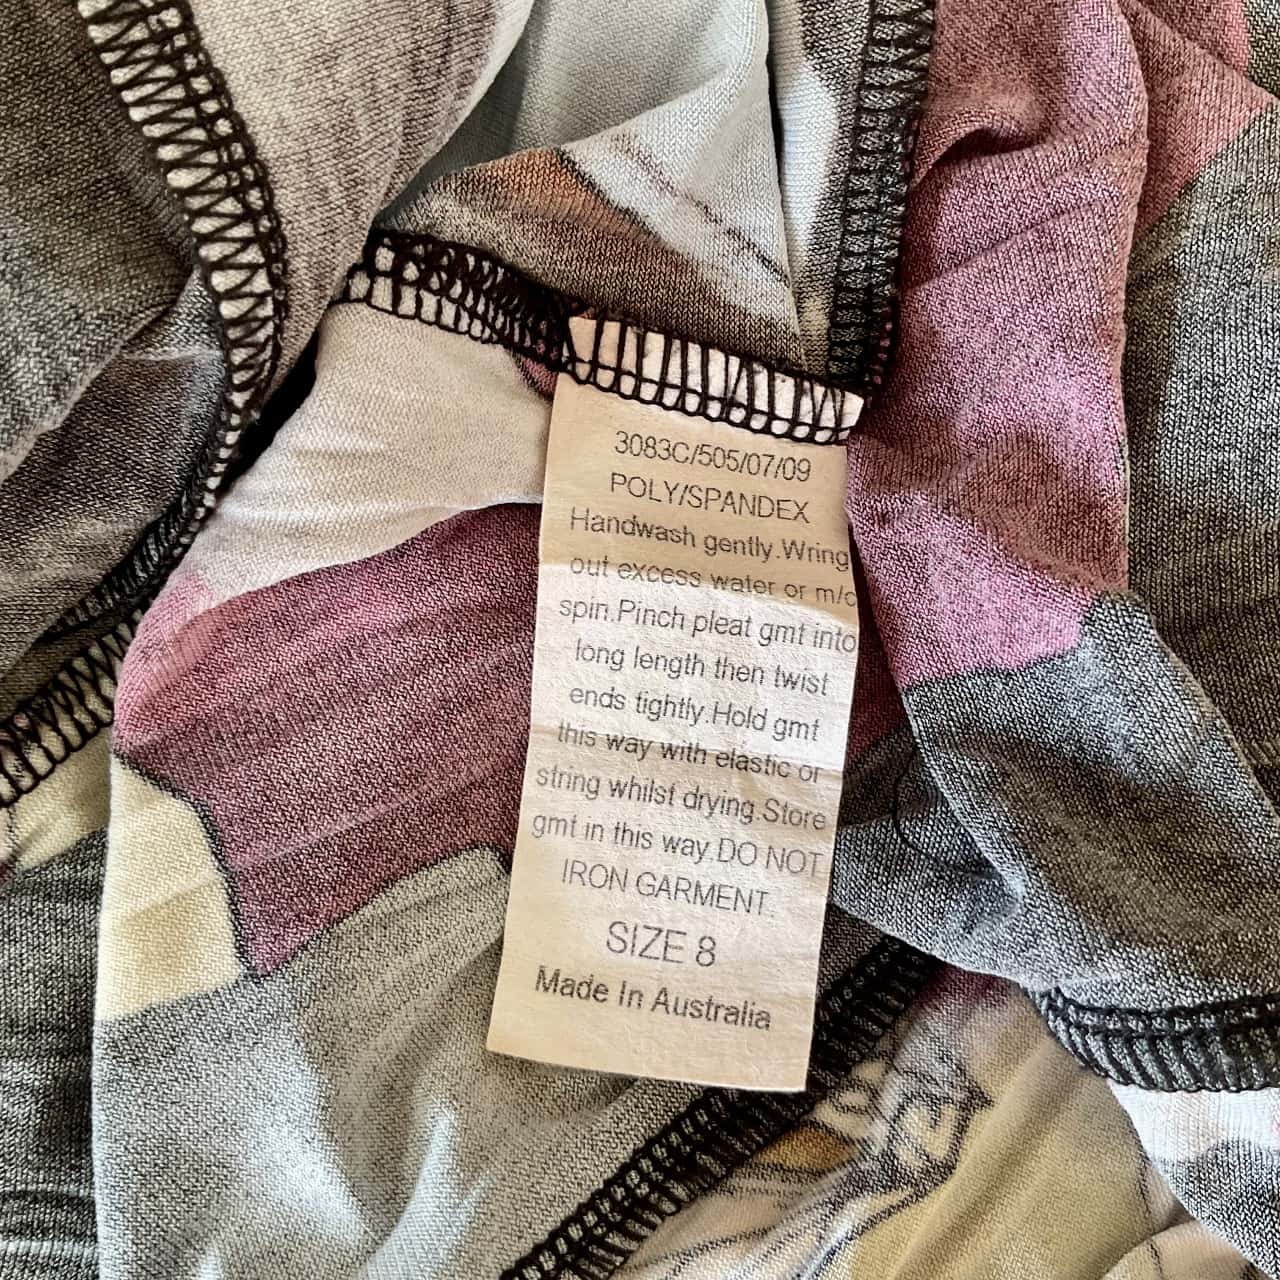 3083C/505/07/09
POLY/SPANDEX
Handwash gently.Wring
out excess water or m/c
spin.Pinch pleat gmt into
long length then twist
ends tightly.Hold gmt
this way with elastic or
string whilst drying.Store
gmt in this way.DO NOT
IRON GARMENT.
SIZE 8
Made In Australia